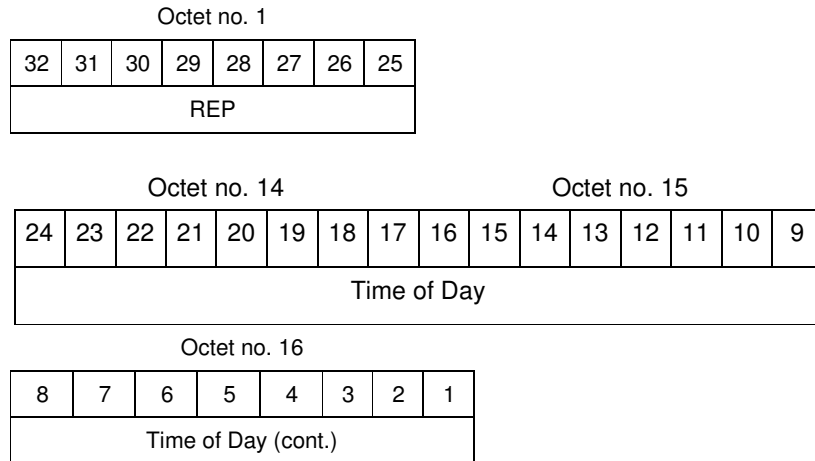 Octet no. 1
32 31 30 29 28 27 26 25
REP
Octet no. 14 Octet no. 15
24 23 22 21 20 19 18 17 16 15 14 13 12 11 10 9
Time of Day
Octet no. 16
8 7 6 5 4 3 2 1
Time of Day (cont.)